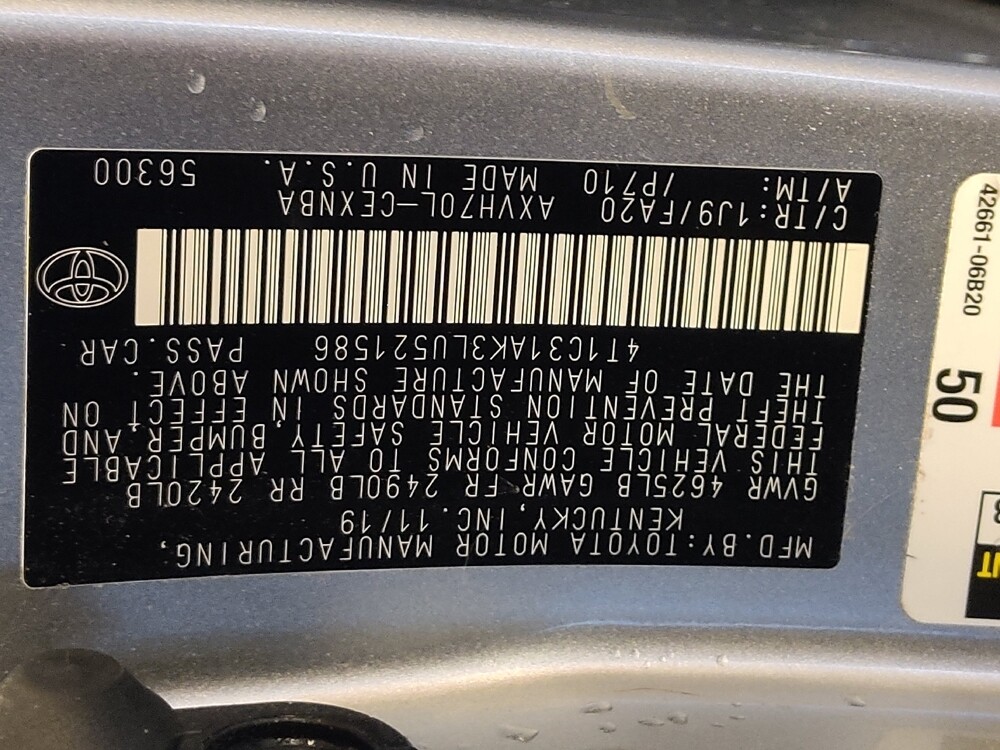 MFD.BY:TOYOTA MOTOR MANUFACTURING,
KENTUCKY,INC.11/19
GVWR 4625LB GAWR FR 2490LB RR 2420LB
THIS VEHICLE CONFORMS TO ALL APPLICABLE
FEDERAL MOTOR VEHICLE SAFETY,BUMPER,AND
THEFT PREVENTION STANDARDS IN EFFECT ON
THE DATE OF MANUFACTURE SHOWN ABOVE.
4T1C31AK3LU521586 PASS.CAR
C/TR:1J9/FA20 AXVH70L-CEXNBA
A/TM: /P710 MADE IN U.S.A. 56300
42661-06B20
50